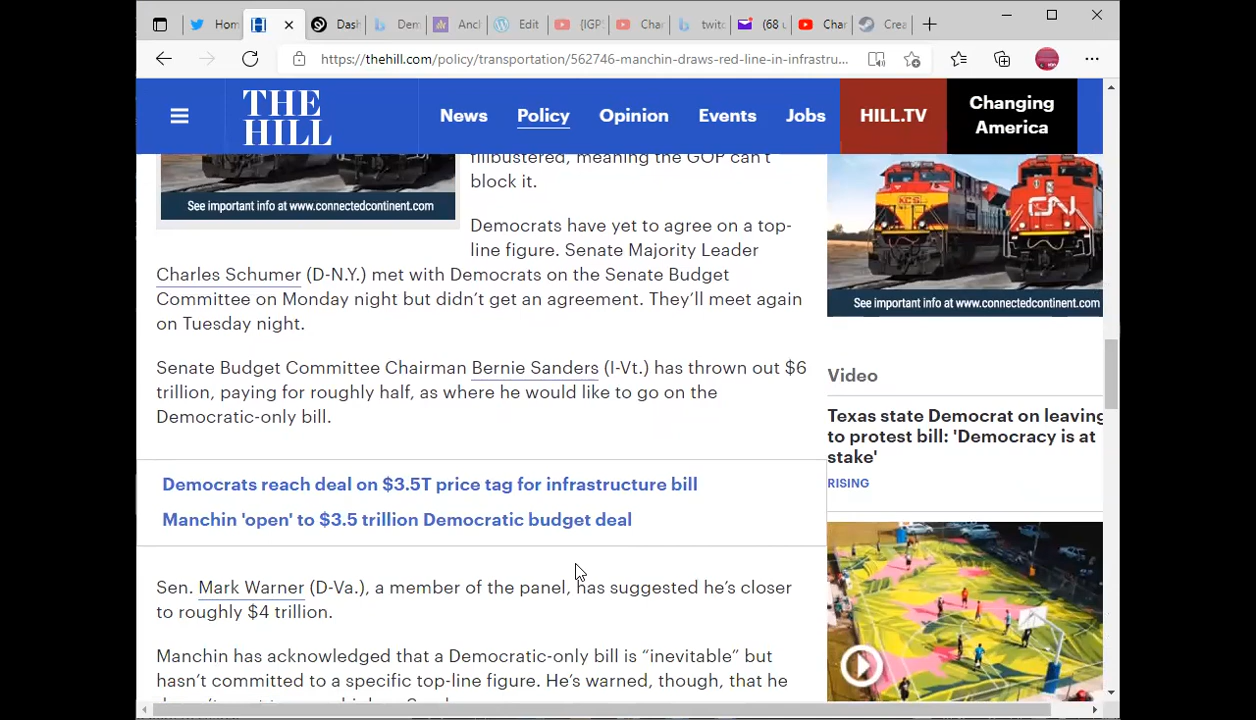 Hom
Dash
Dem
Anch
Edit
{IGP
Char
twitc
(68 u
Char
Crea
https://thehill.com/policy/transportation/562746-manchin-draws-red-line-in-infrastru...
THE
HILL
News
Policy
Opinion
Events
Jobs
HILL.TV
Changing
America
filibustered, meaning the GOP can't
block it.
See important info at www.connectedcontinent.com
Democrats have yet to agree on a top-
line figure. Senate Majority Leader
Charles Schumer (D-N.Y.) met with Democrats on the Senate Budget
Committee on Monday night but didn’t get an agreement. They’ll meet again
on Tuesday night.
Senate Budget Committee Chairman Bernie Sanders (I-Vt.) has thrown out $6
trillion, paying for roughly half, as where he would like to go on the
Democratic-only bill.
Democrats reach deal on $3.5T price tag for infrastructure bill
Manchin 'open' to $3.5 trillion Democratic budget deal
Sen. Mark Warner (D-Va.), a member of the panel, has suggested he’s closer
to roughly $4 trillion.
Manchin has acknowledged that a Democratic-only bill is “inevitable” but
hasn’t committed to a specific top-line figure. He’s warned, though, that he
KCS
CN
See important info at www.connectedcontinent.com
Video
Texas state Democrat on leaving
to protest bill: 'Democracy is at
stake'
RISING